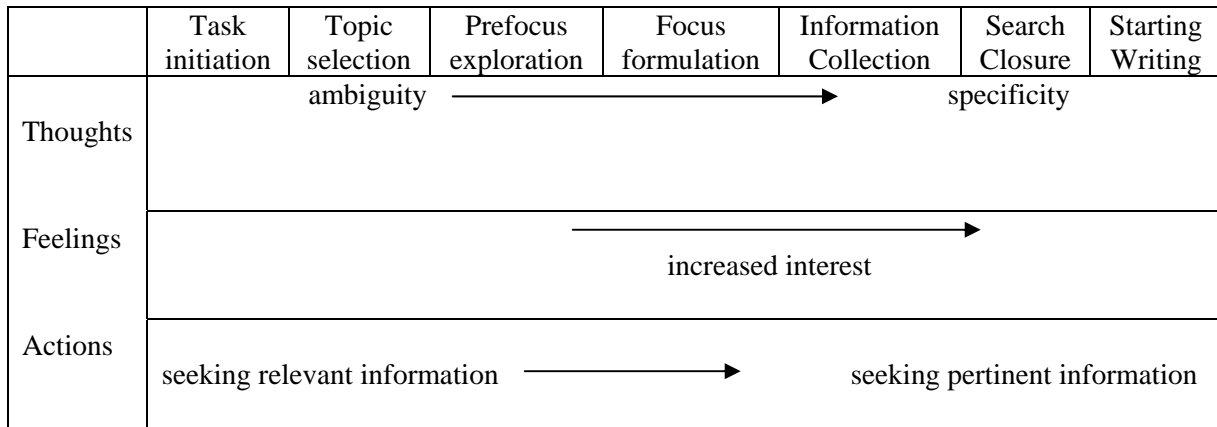 Task Topic Prefocus Focus Information Search Starting
initiation selection exploration formulation Collection Closure Writing
ambiguity specificity
Thoughts
Feelings
increased interest
Actions
seeking relevant information seeking pertinent information